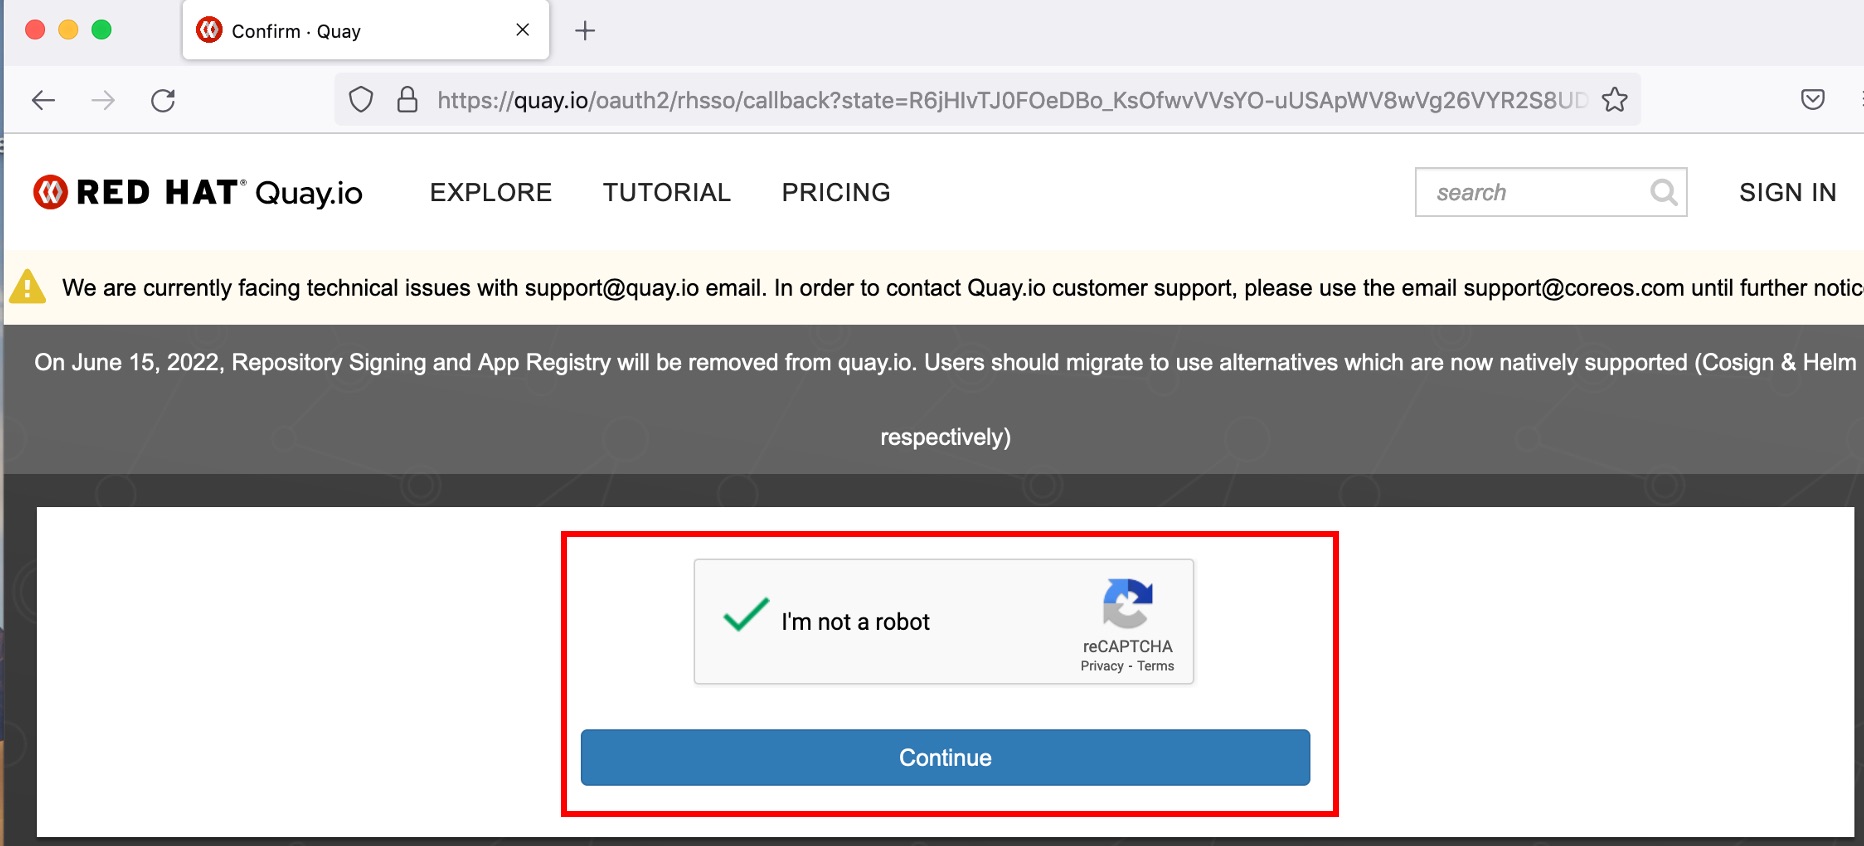 Confirm · Quay
https://quay.io/oauth2/rhsso/callback?state=R6jHIvTJ0FOeDBo_KsOfwvVVsYO-uUSApWV8wVg26VYR2S8UD
RED HAT® Quay.io EXPLORE TUTORIAL PRICING search SIGN IN
We are currently facing technical issues with support@quay.io email. In order to contact Quay.io customer support, please use the email support@coreos.com until further notic
On June 15, 2022, Repository Signing and App Registry will be removed from quay.io. Users should migrate to use alternatives which are now natively supported (Cosign & Helm
respectively)
I'm not a robot
reCAPTCHA
Privacy - Terms
Continue